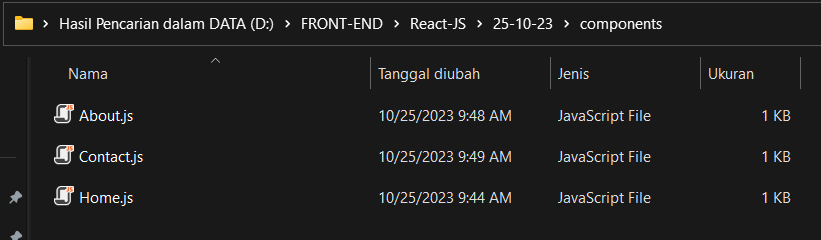 Hasil Pencarian dalam DATA (D:) > FRONT-END > React-JS > 25-10-23 > components
Nama Tanggal diubah Jenis Ukuran
About.js 10/25/2023 9:48 AM JavaScript File 1 KB
Contact.js 10/25/2023 9:49 AM JavaScript File 1 KB
Home.js 10/25/2023 9:44 AM JavaScript File 1 KB